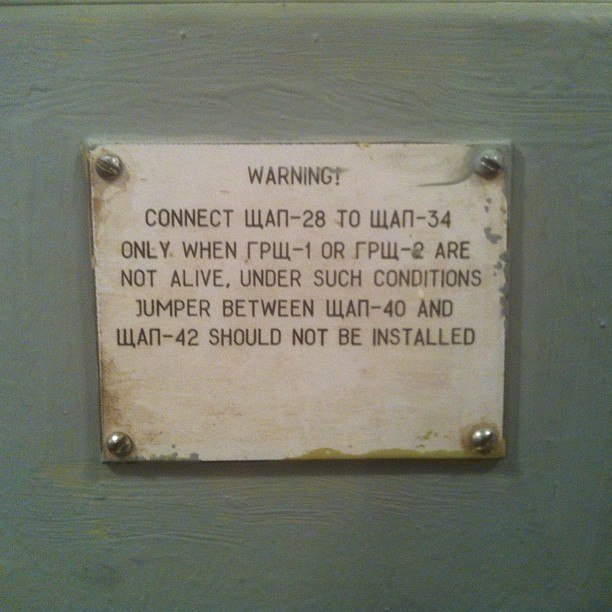 WARNING!
CONNECT ЩАП-28 TO ЩАП-34
ONLY WHEN ГРЩ-1 OR ГРЩ-2 ARE
NOT ALIVE, UNDER SUCH CONDITIONS
JUMPER BETWEEN ЩАП-40 AND
ЩАП-42 SHOULD NOT BE INSTALLED